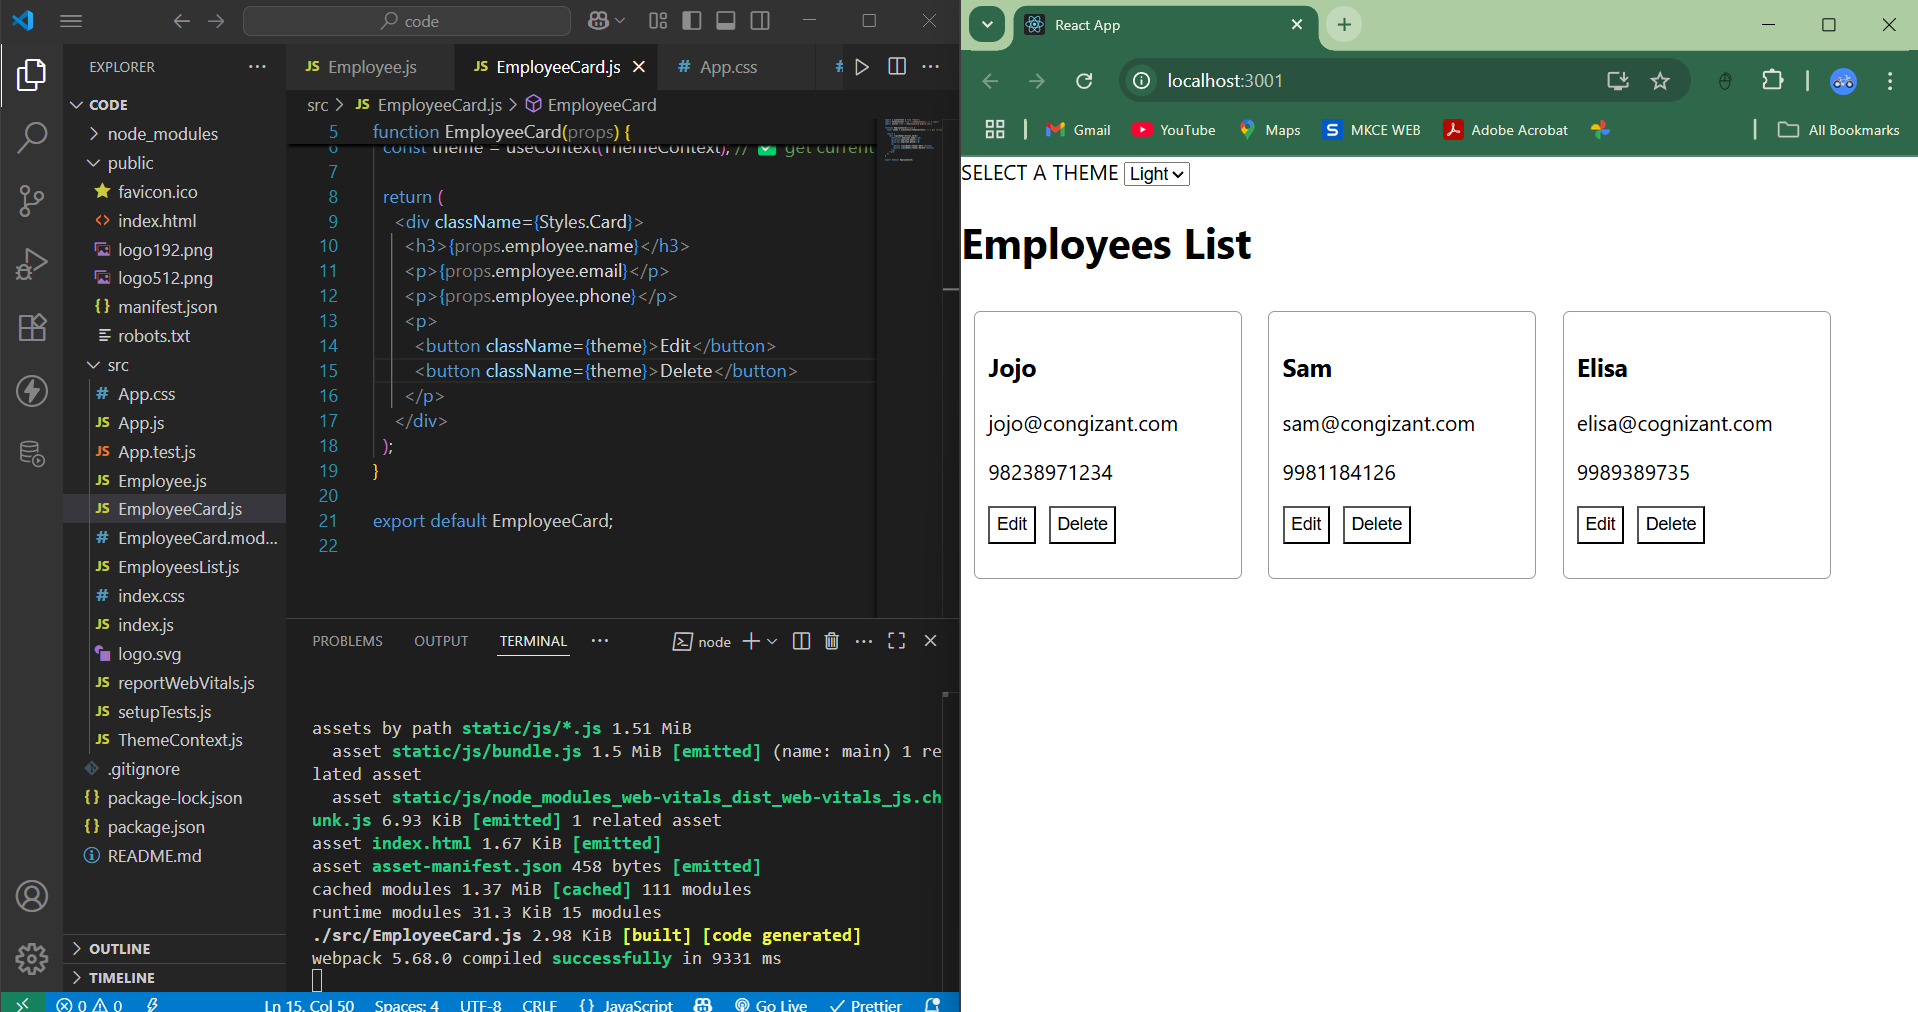 code
EXPLORER
CODE
node_modules
public
favicon.ico
index.html
logo192.png
logo512.png
manifest.json
robots.txt
src
App.css
App.js
App.test.js
Employee.js
EmployeeCard.js
EmployeeCard.mod...
EmployeesList.js
index.css
index.js
logo.svg
reportWebVitals.js
setupTests.js
ThemeContext.js
.gitignore
package-lock.json
package.json
README.md
OUTLINE
TIMELINE
JS Employee.js JS EmployeeCard.js # App.css #
src > JS EmployeeCard.js > EmployeeCard
5 function EmployeeCard(props) {
6 const theme = useContext(ThemeContext); // ✅ get current
7
8 return (
9 <div className={Styles.Card}>
10 <h3>{props.employee.name}</h3>
11 <p>{props.employee.email}</p>
12 <p>{props.employee.phone}</p>
13 <p>
14 <button className={theme}>Edit</button>
15 <button className={theme}>Delete</button>
16 </p>
17 </div>
18 );
19 }
20
21 export default EmployeeCard;
22
PROBLEMS OUTPUT TERMINAL ... node
assets by path static/js/*.js 1.51 MiB
asset static/js/bundle.js 1.5 MiB [emitted] (name: main) 1 re
lated asset
asset static/js/node_modules_web-vitals_dist_web-vitals_js.ch
unk.js 6.93 KiB [emitted] 1 related asset
asset index.html 1.67 KiB [emitted]
asset asset-manifest.json 458 bytes [emitted]
cached modules 1.37 MiB [cached] 111 modules
runtime modules 31.3 KiB 15 modules
./src/EmployeeCard.js 2.98 KiB [built] [code generated]
webpack 5.68.0 compiled successfully in 9331 ms
0 0 Ln 15, Col 50 Spaces: 4 UTF-8 CRLF {} JavaScript Go Live Prettier
React App
localhost:3001
Gmail YouTube Maps S MKCE WEB Adobe Acrobat All Bookmarks
SELECT A THEME Light
Employees List
Jojo
jojo@congizant.com
98238971234
Edit Delete
Sam
sam@congizant.com
9981184126
Edit Delete
Elisa
elisa@cognizant.com
9989389735
Edit Delete